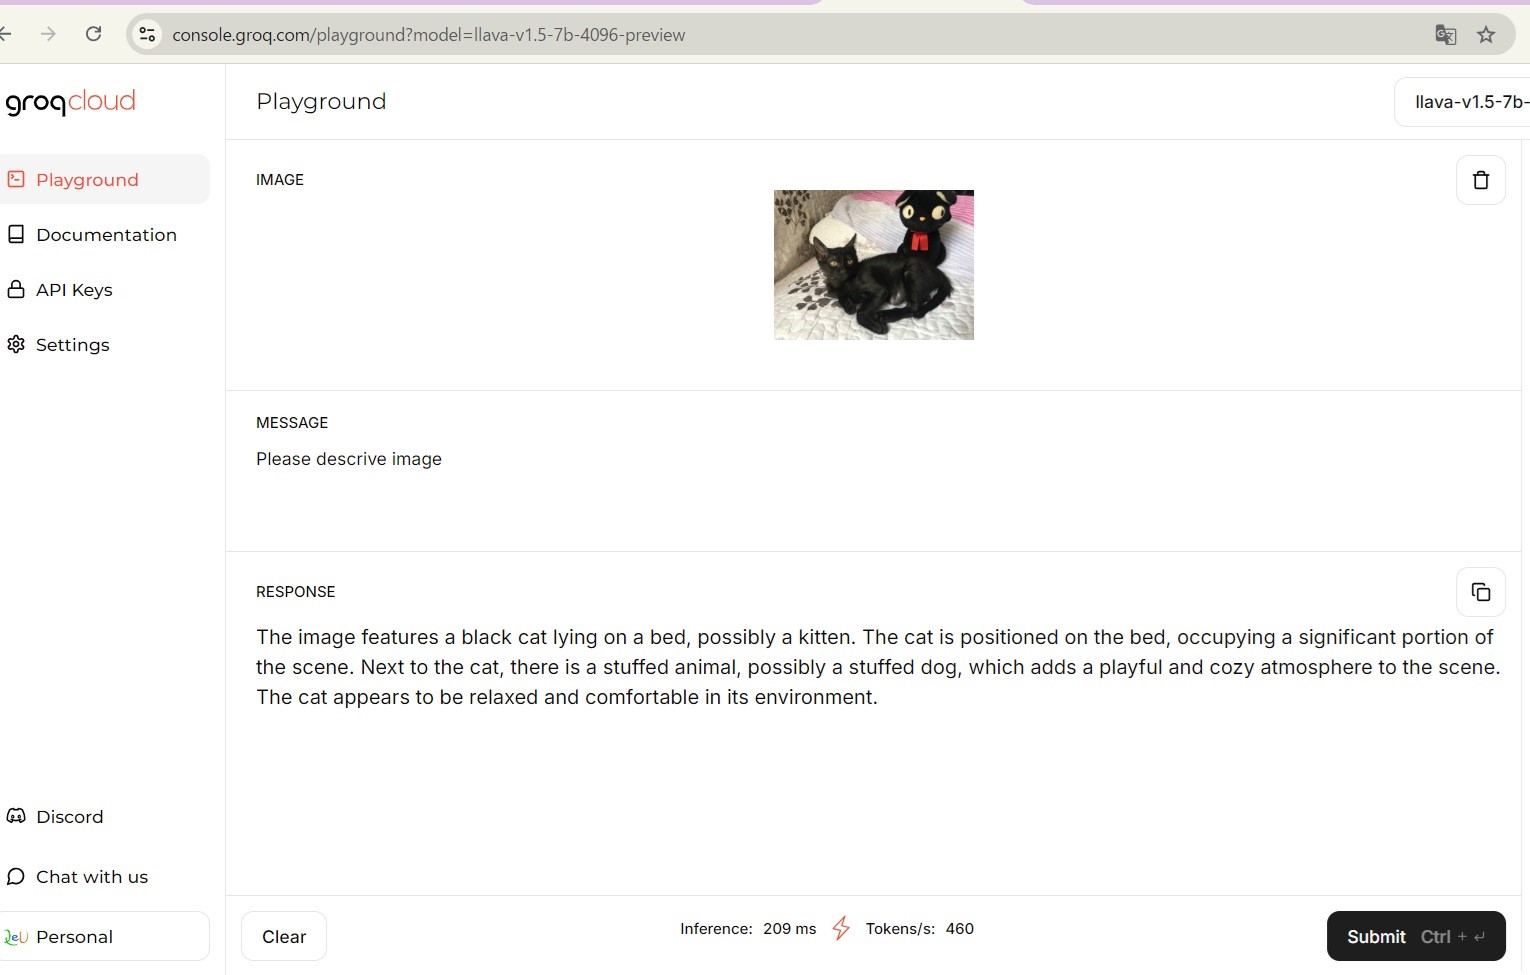 console.groq.com/playground?model=llava-v1.5-7b-4096-preview
groqcloud
Playground
llava-v1.5-7b-
Playground
Documentation
API Keys
Settings
IMAGE
MESSAGE
Please descrive image
RESPONSE
The image features a black cat lying on a bed, possibly a kitten. The cat is positioned on the bed, occupying a significant portion of
the scene. Next to the cat, there is a stuffed animal, possibly a stuffed dog, which adds a playful and cozy atmosphere to the scene.
The cat appears to be relaxed and comfortable in its environment.
Discord
Chat with us
Personal
Clear
Inference: 209 ms Tokens/s: 460
Submit Ctrl + ↵